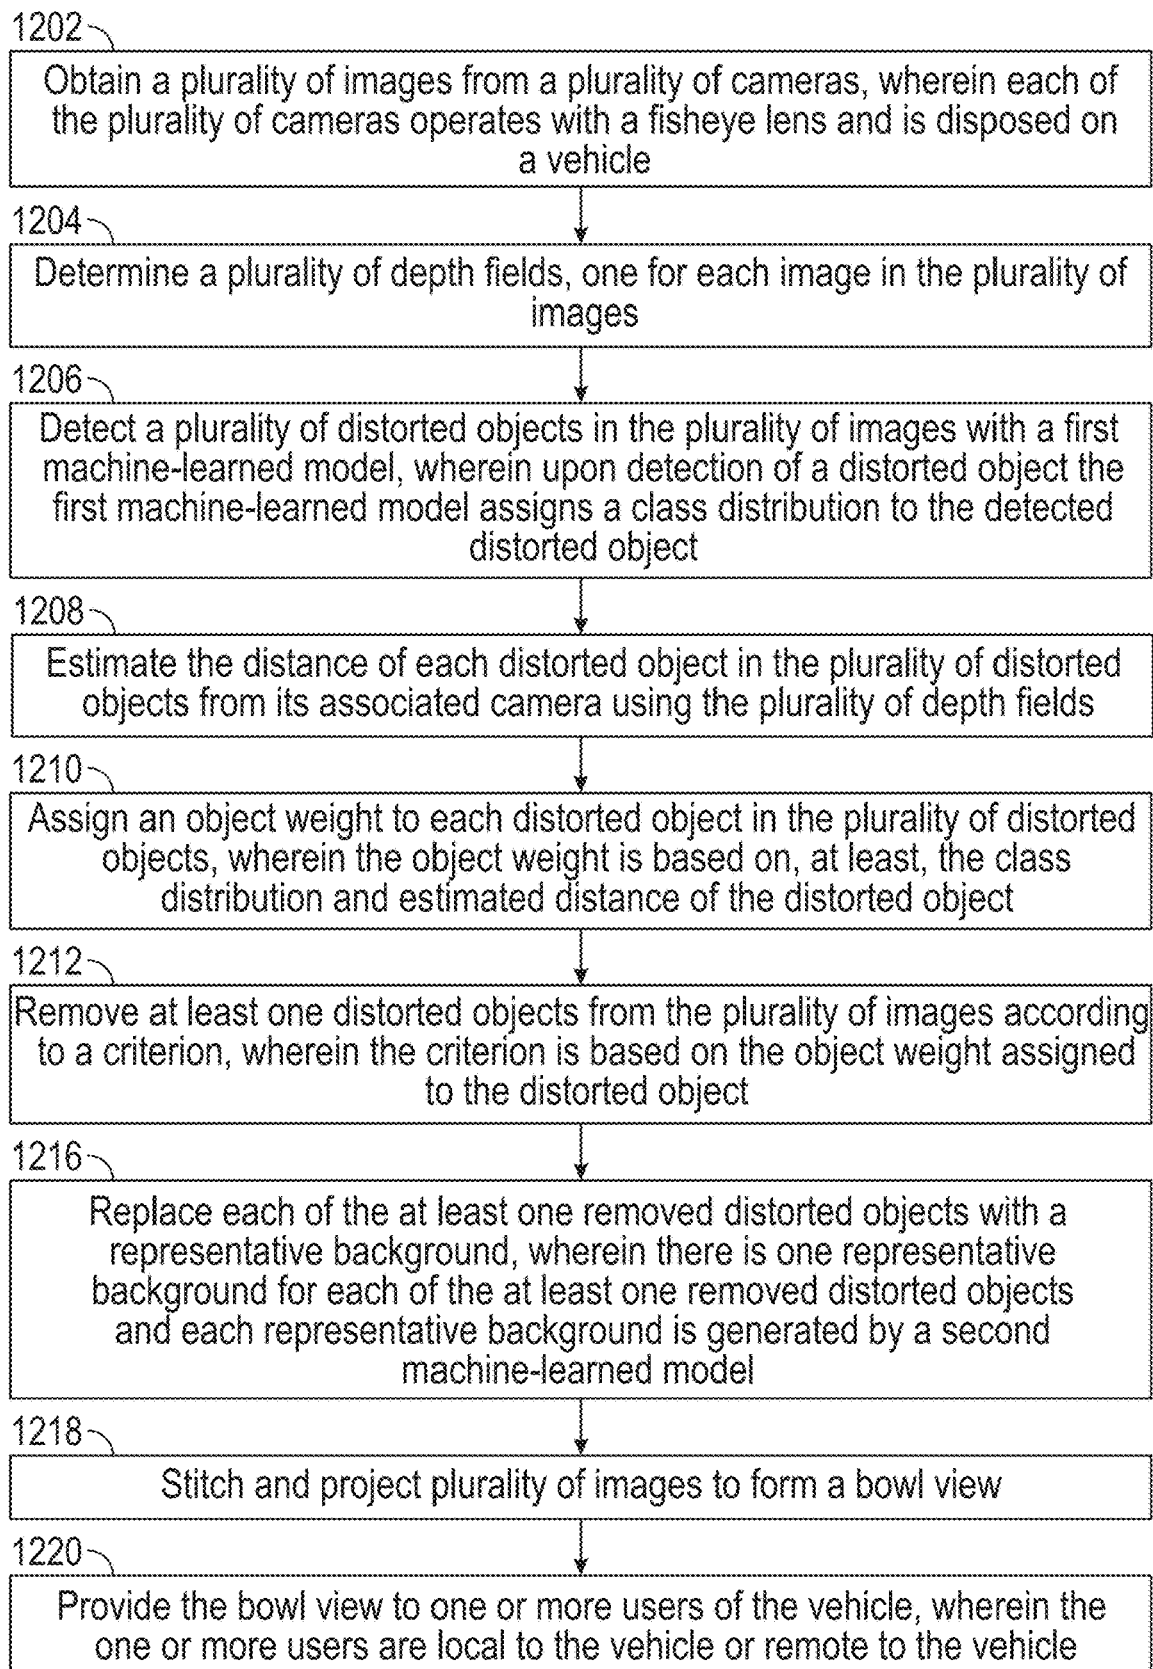 1202
Obtain a plurality of images from a plurality of cameras, wherein each of
the plurality of cameras operates with a fisheye lens and is disposed on
a vehicle
1204
Determine a plurality of depth fields, one for each image in the plurality of
images
1206
Detect a plurality of distorted objects in the plurality of images with a first
machine-learned model, wherein upon detection of a distorted object the
first machine-learned model assigns a class distribution to the detected
distorted object
1208
Estimate the distance of each distorted object in the plurality of distorted
objects from its associated camera using the plurality of depth fields
1210
Assign an object weight to each distorted object in the plurality of distorted
objects, wherein the object weight is based on, at least, the class
distribution and estimated distance of the distorted object
1212
Remove at least one distorted objects from the plurality of images according
to a criterion, wherein the criterion is based on the object weight assigned
to the distorted object
1216
Replace each of the at least one removed distorted objects with a
representative background, wherein there is one representative
background for each of the at least one removed distorted objects
and each representative background is generated by a second
machine-learned model
1218
Stitch and project plurality of images to form a bowl view
1220
Provide the bowl view to one or more users of the vehicle, wherein the
one or more users are local to the vehicle or remote to the vehicle